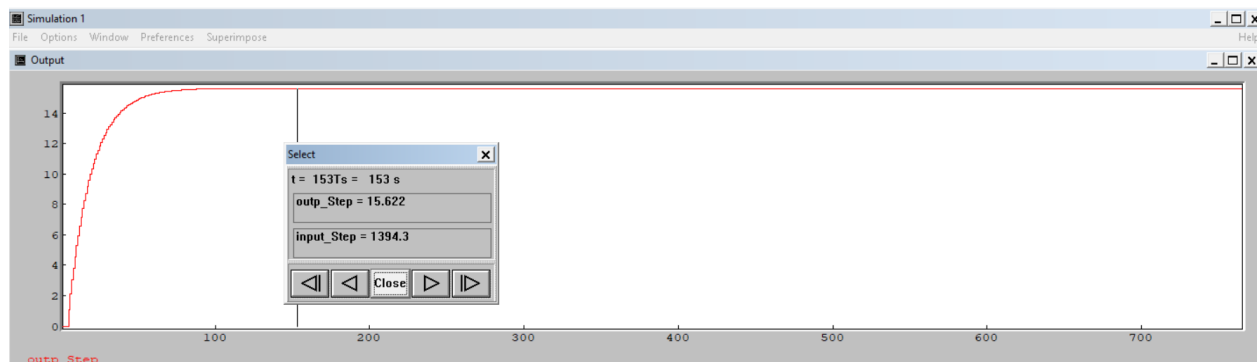 Simulation 1
File Options Window Preferences Superimpose Help
Output
14
12
10
8
6
4
2
0
Select
t = 153Ts = 153 s
outp_Step = 15.622
input_Step = 1394.3
Close
100 200 300 400 500 600 700
outp_Step